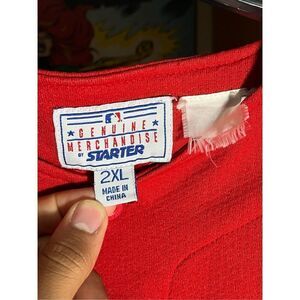 GENUINE
MERCHANDISE
BY STARTER
2XL
MADE IN
CHINA